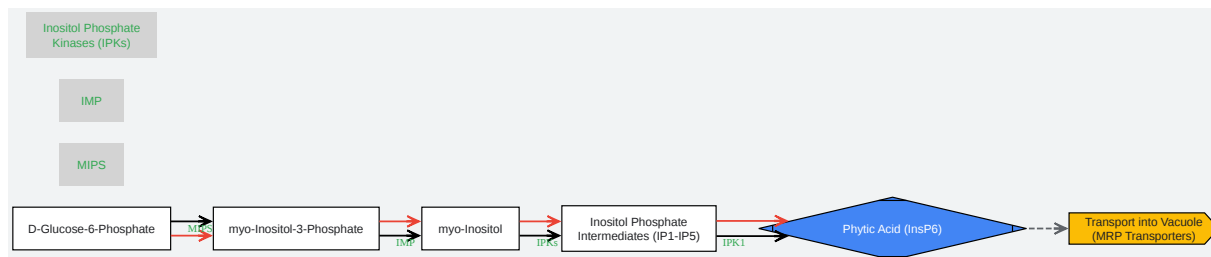 Inositol Phosphate
Kinases (IPKs)
IMP
MIPS
D-Glucose-6-Phosphate
MIPS
myo-Inositol-3-Phosphate
IMP
myo-Inositol
IPKs
Inositol Phosphate
Intermediates (IP1-IP5)
IPK1
Phytic Acid (InsP6)
Transport into Vacuole
(MRP Transporters)